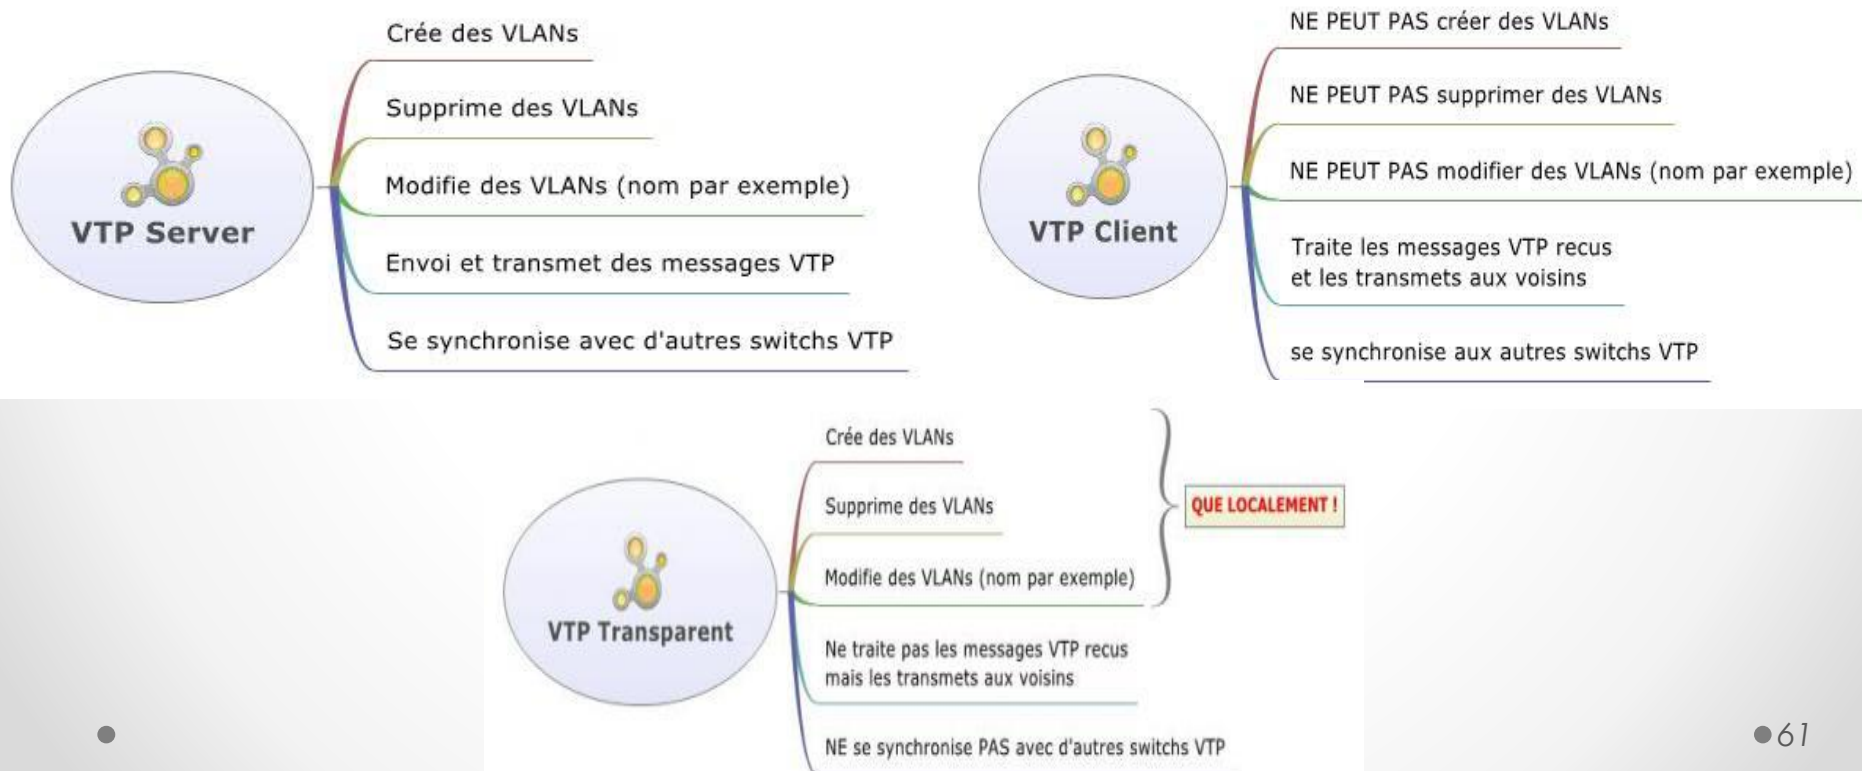 Crée des VLANs
Supprime des VLANs
Modifie des VLANs (nom par exemple)
VTP Server
Envoi et transmet des messages VTP
Se synchronise avec d'autres switchs VTP
NE PEUT PAS créer des VLANs
NE PEUT PAS supprimer des VLANs
NE PEUT PAS modifier des VLANs (nom par exemple)
VTP Client
Traite les messages VTP recus
et les transmets aux voisins
se synchronise aux autres switchs VTP
Crée des VLANs
Supprime des VLANs
QUE LOCALEMENT !
Modifie des VLANs (nom par exemple)
VTP Transparent
Ne traite pas les messages VTP recus
mais les transmets aux voisins
NE se synchronise PAS avec d'autres switchs VTP
61